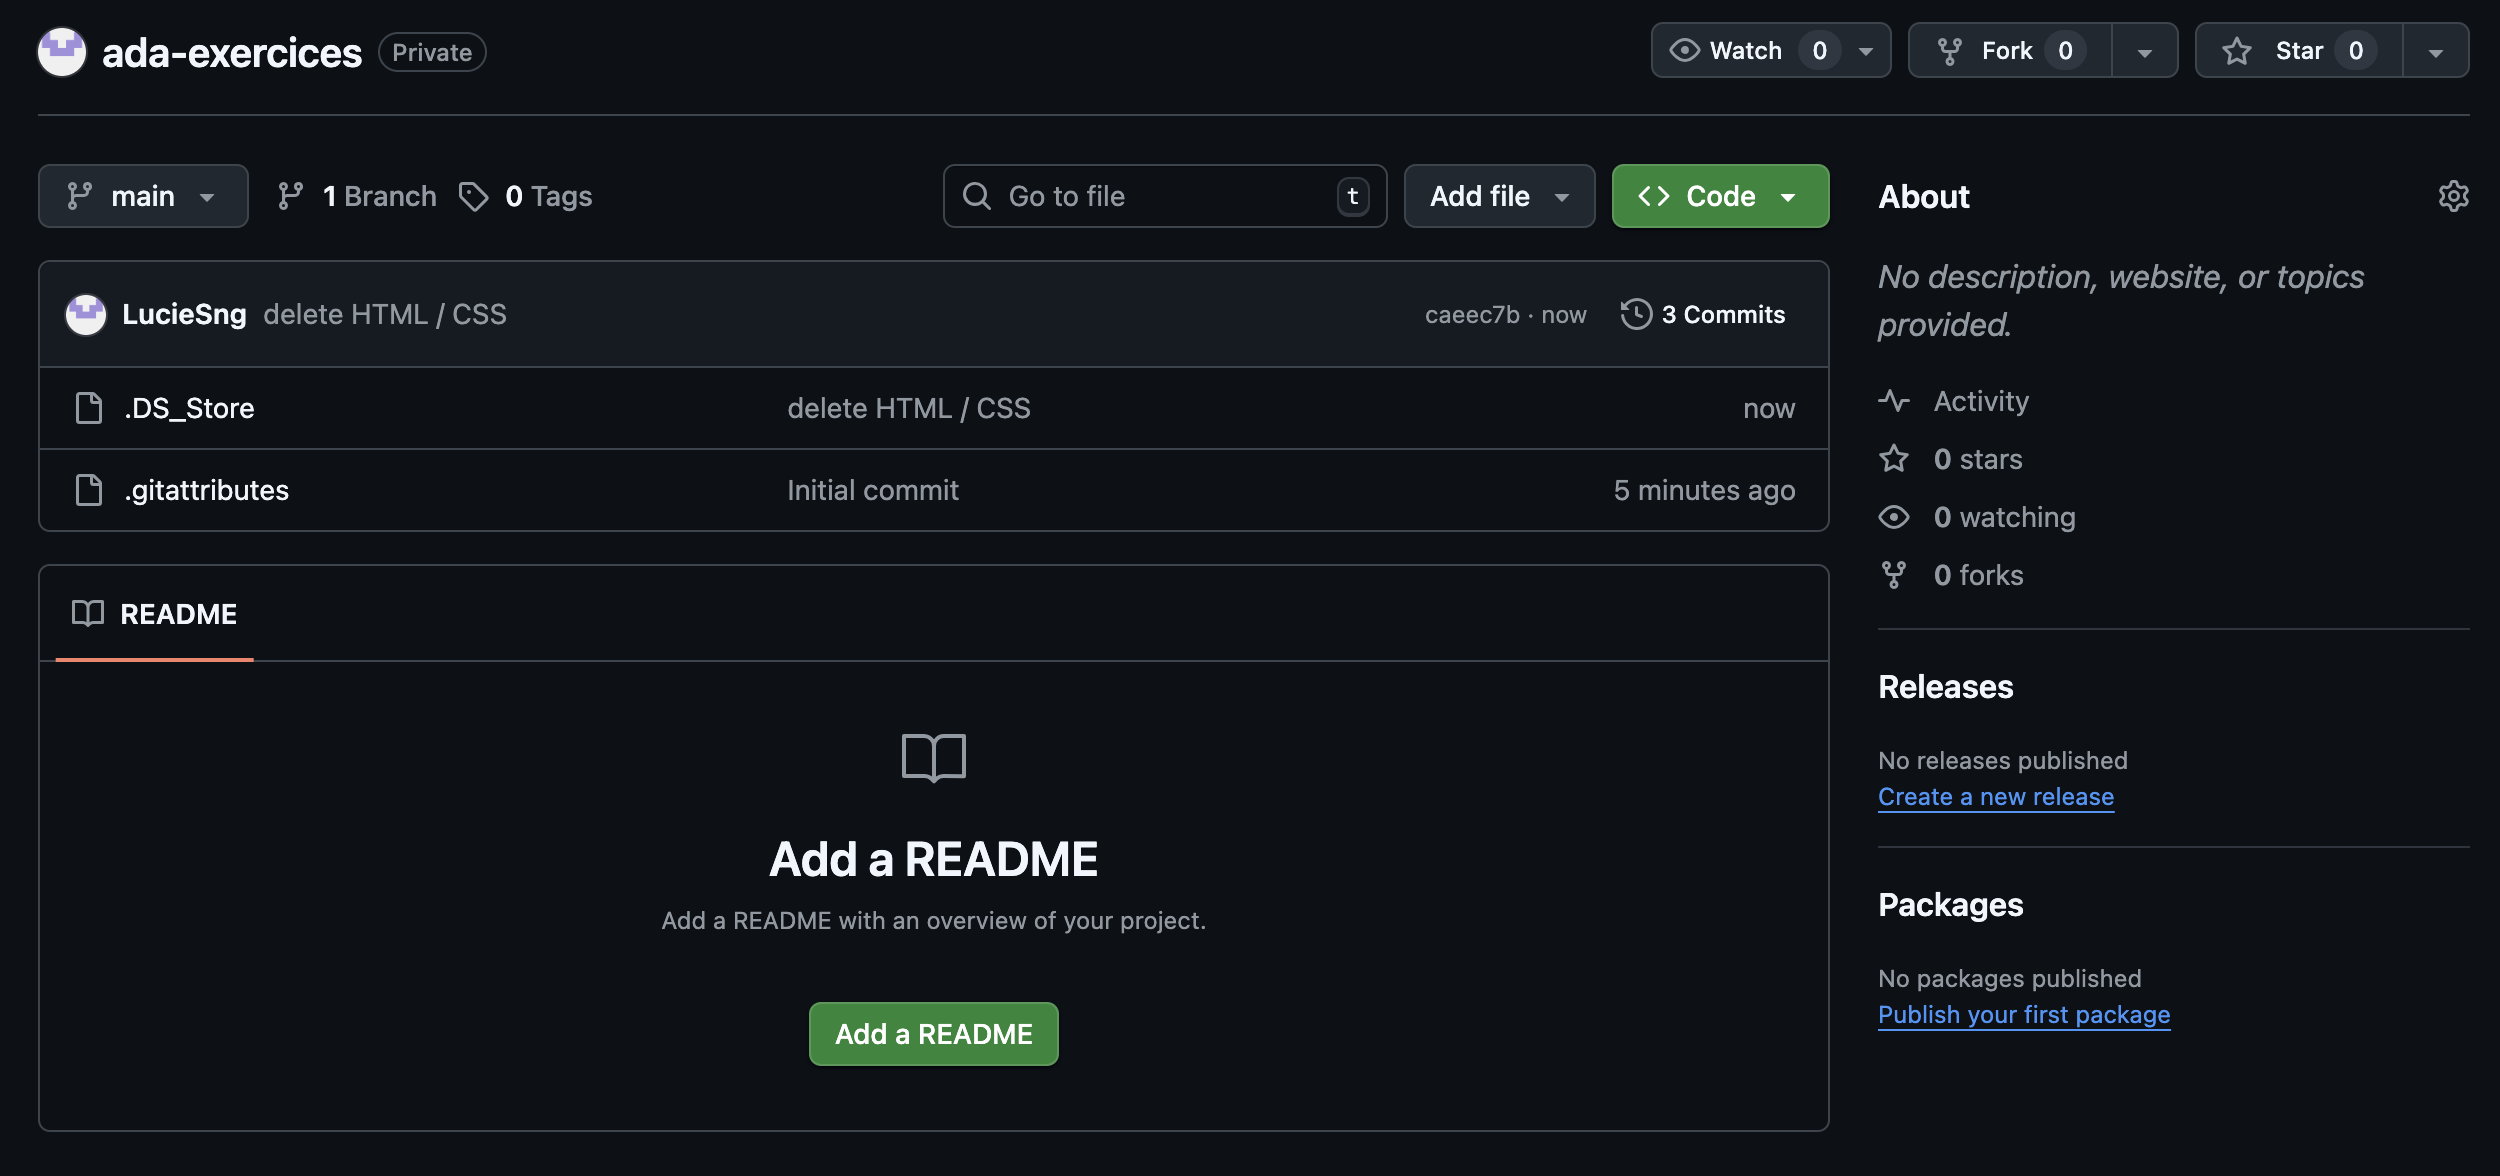 ada-exercices Private Watch 0 Fork 0 Star 0
main 1 Branch 0 Tags Go to file t Add file Code
LucieSng delete HTML / CSS caeec7b · now 3 Commits
.DS_Store delete HTML / CSS now
.gitattributes Initial commit 5 minutes ago
README
Add a README
Add a README with an overview of your project.
Add a README
About
No description, website, or topics
provided.
Activity
0 stars
0 watching
0 forks
Releases
No releases published
Create a new release
Packages
No packages published
Publish your first package